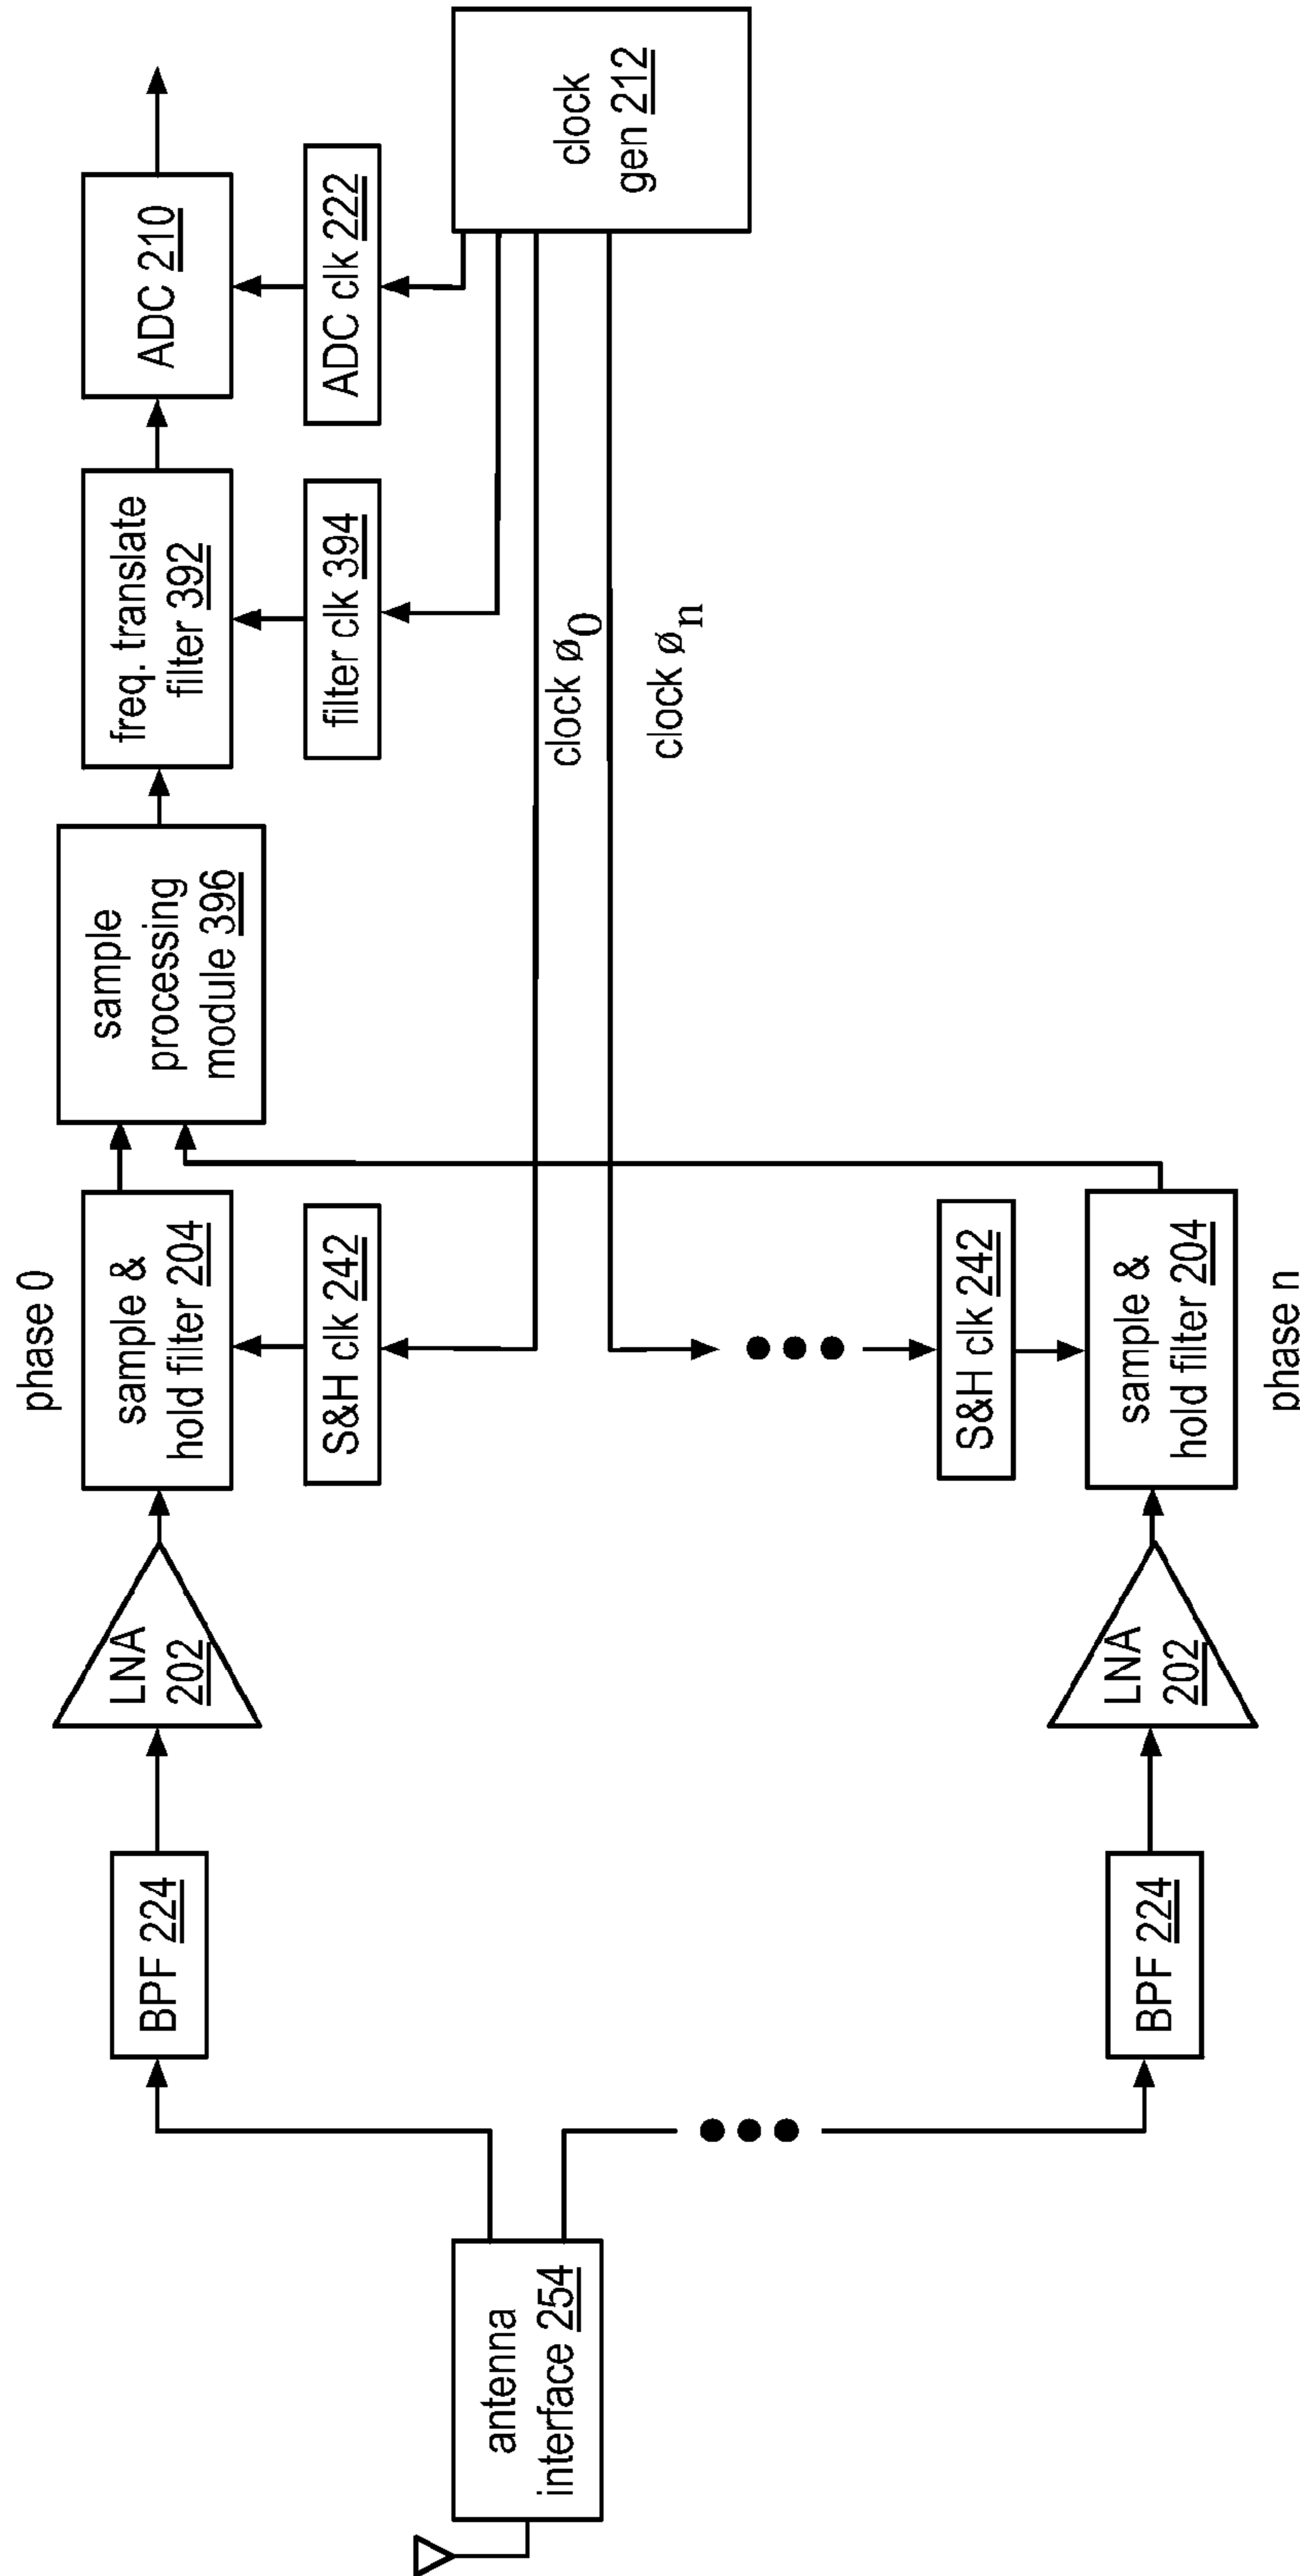 phase 0
antenna
interface 254
BPF 224
LNA
202
sample &
hold filter 204
S&H clk 242
sample
processing
module 396
freq. translate
filter 392
filter clk 394
ADC 210
ADC clk 222
clock
gen 212
clock ø0
clock øn
BPF 224
LNA
202
S&H clk 242
sample &
hold filter 204
phase n